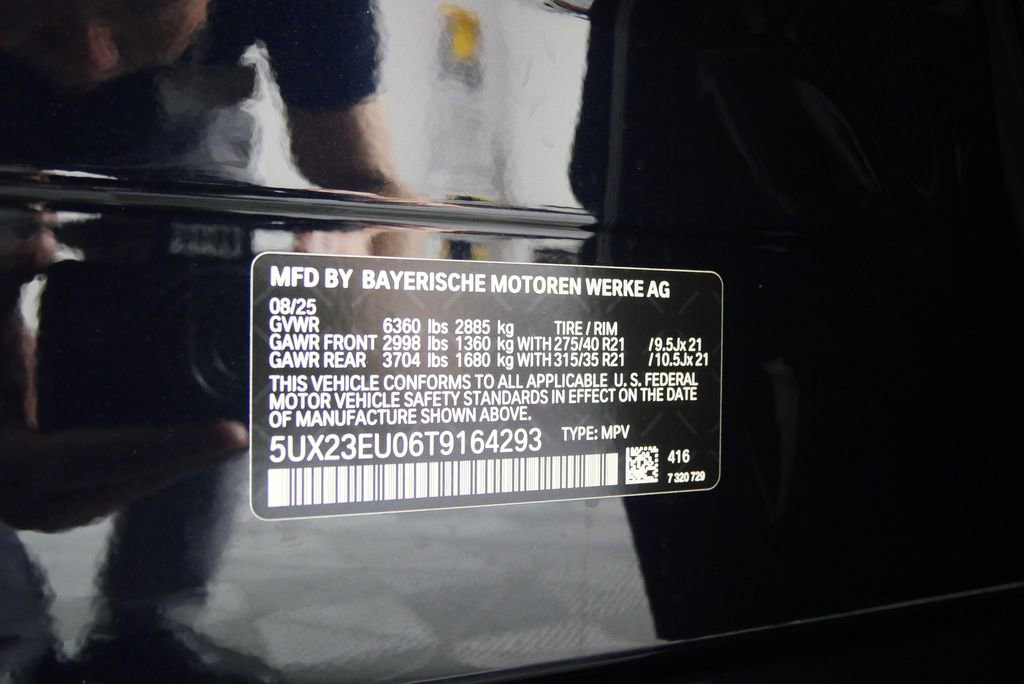 MFD BY BAYERISCHE MOTOREN WERKE AG
08/25
GVWR 6360 lbs 2885 kg TIRE / RIM
GAWR FRONT 2998 lbs 1360 kg WITH 275/40 R21 /9.5Jx21
GAWR REAR 3704 lbs 1680 kg WITH 315/35 R21 /10.5Jx21
THIS VEHICLE CONFORMS TO ALL APPLICABLE U. S. FEDERAL
MOTOR VEHICLE SAFETY STANDARDS IN EFFECT ON THE DATE
OF MANUFACTURE SHOWN ABOVE.
5UX23EU06T9164293 TYPE: MPV
416
7 320 729